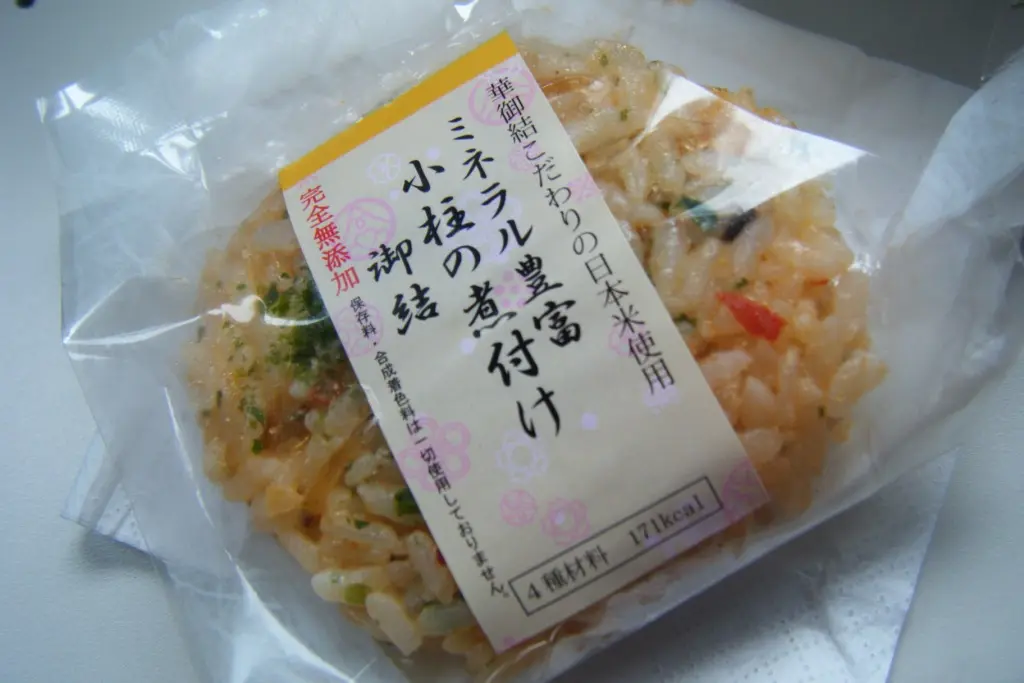 華御結こだわりの日本米使用
ミネラル豊富
小柱の煮付け
御結
完全無添加
保存料・合成着色料は一切使用しておりません。
4種材料 171kcal